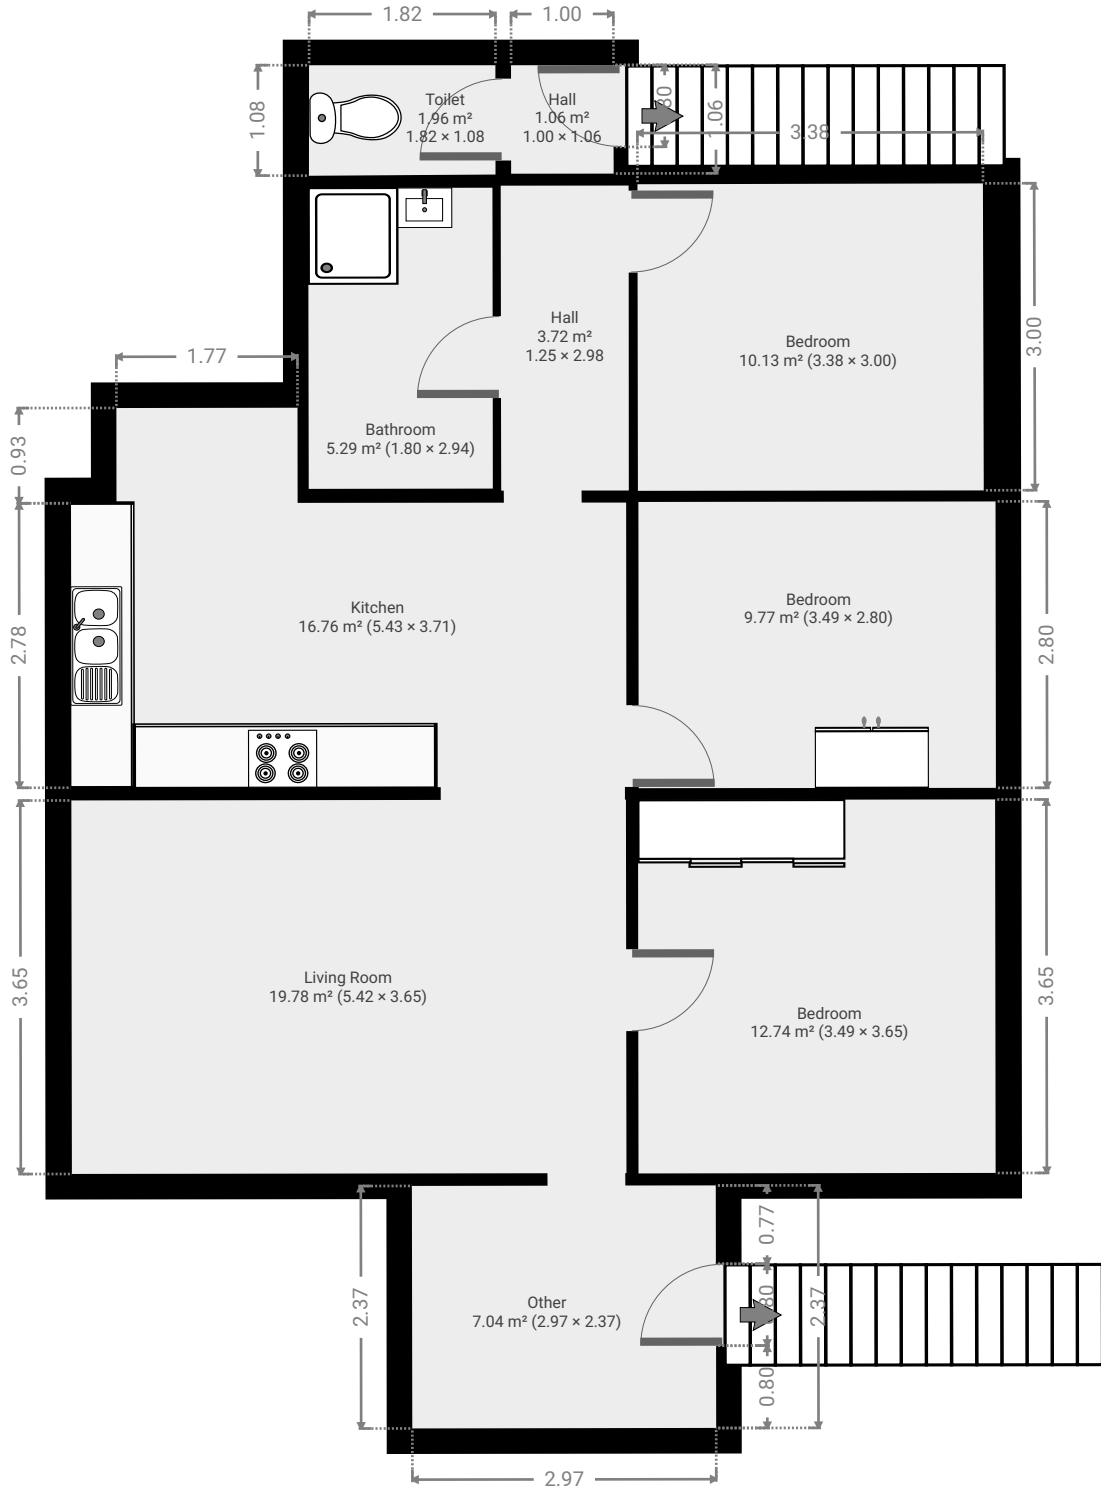 1.82
1.00
1.08
Toilet
1.96 m²
1.82 × 1.08
Hall
1.06 m²
1.00 × 1.06
3.38
1.77
Hall
3.72 m²
1.25 × 2.98
Bedroom
10.13 m² (3.38 × 3.00)
3.00
0.93
Bathroom
5.29 m² (1.80 × 2.94)
2.78
Kitchen
16.76 m² (5.43 × 3.71)
Bedroom
9.77 m² (3.49 × 2.80)
2.80
3.65
Living Room
19.78 m² (5.42 × 3.65)
Bedroom
12.74 m² (3.49 × 3.65)
3.65
0.77
2.37
Other
7.04 m² (2.97 × 2.37)
2.37
0.80
2.97